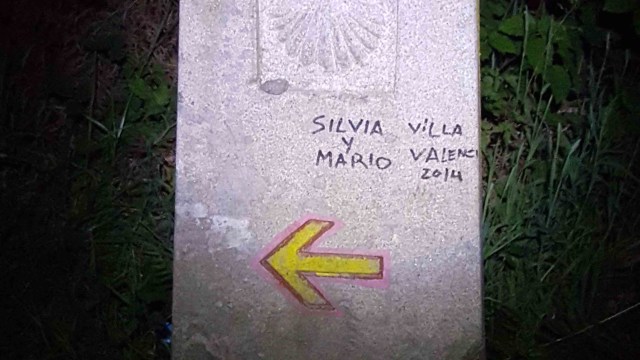 SILVIA VILLA
Y
MARIO VALENCI
2014